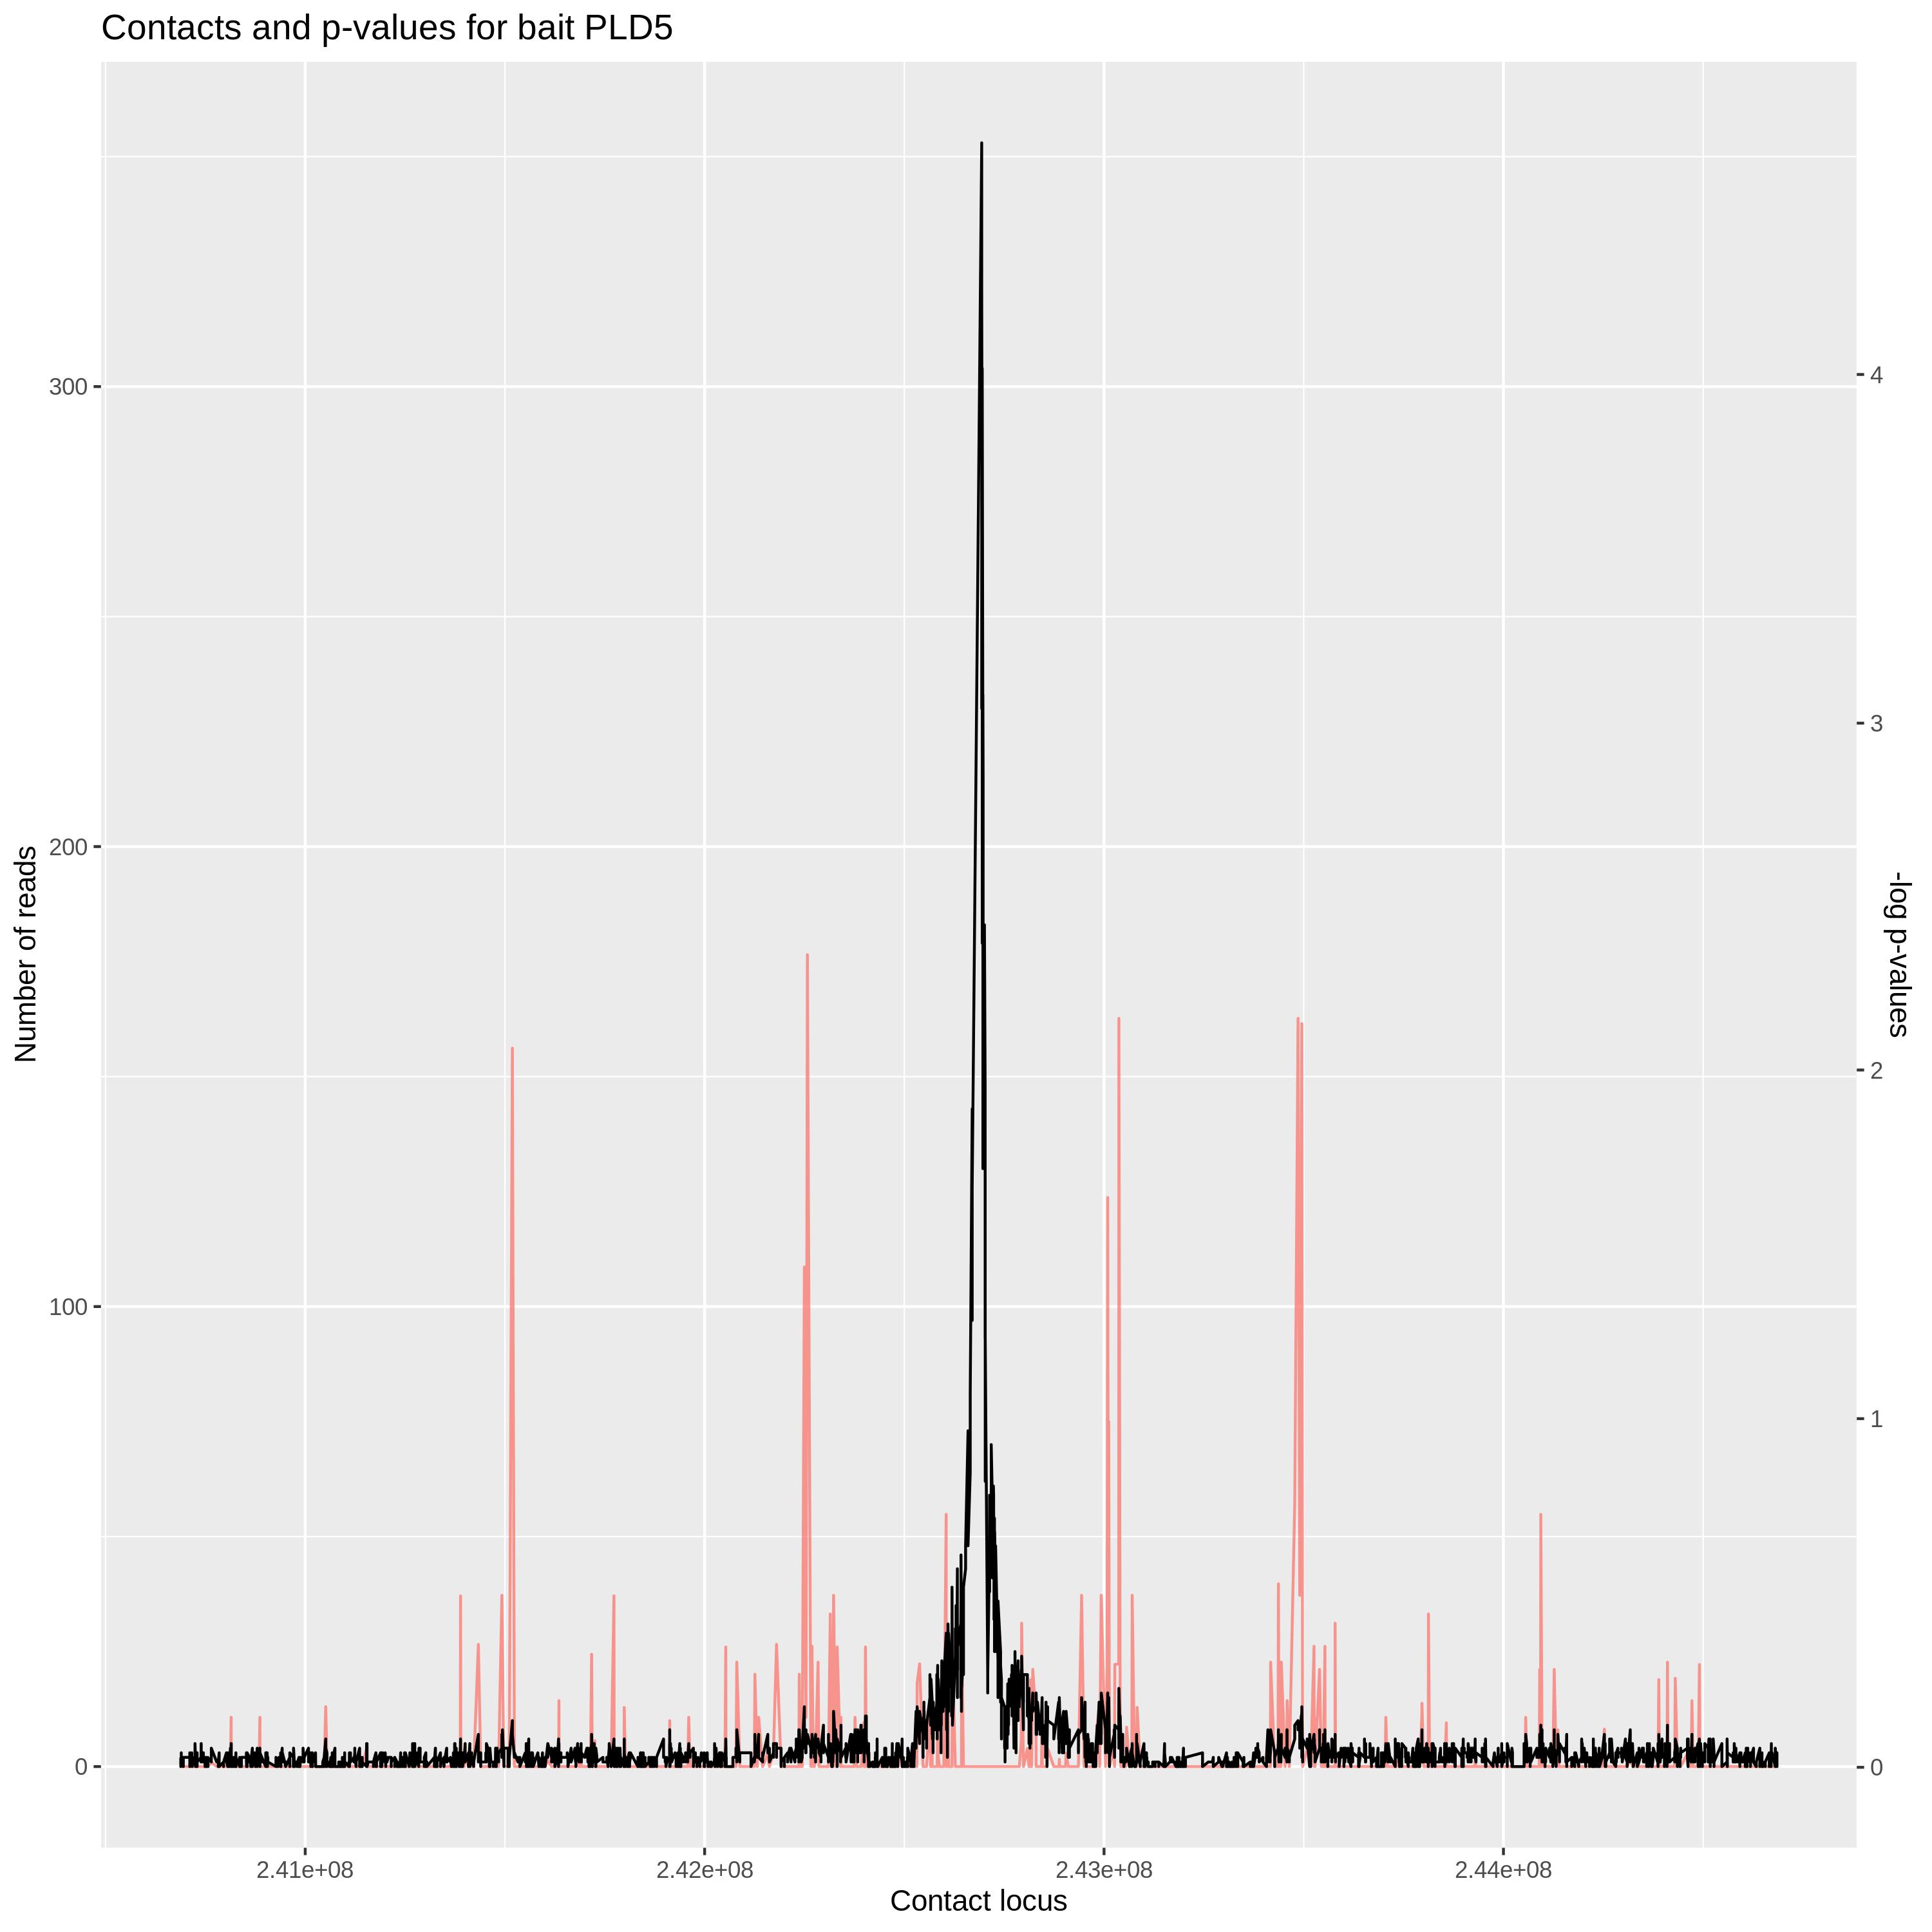 Contacts and p-values for bait PLD5
Number of reads
300
200
100
0
4
3
2
1
0
-log p-values
2.41e+08
2.42e+08
2.43e+08
2.44e+08
Contact locus